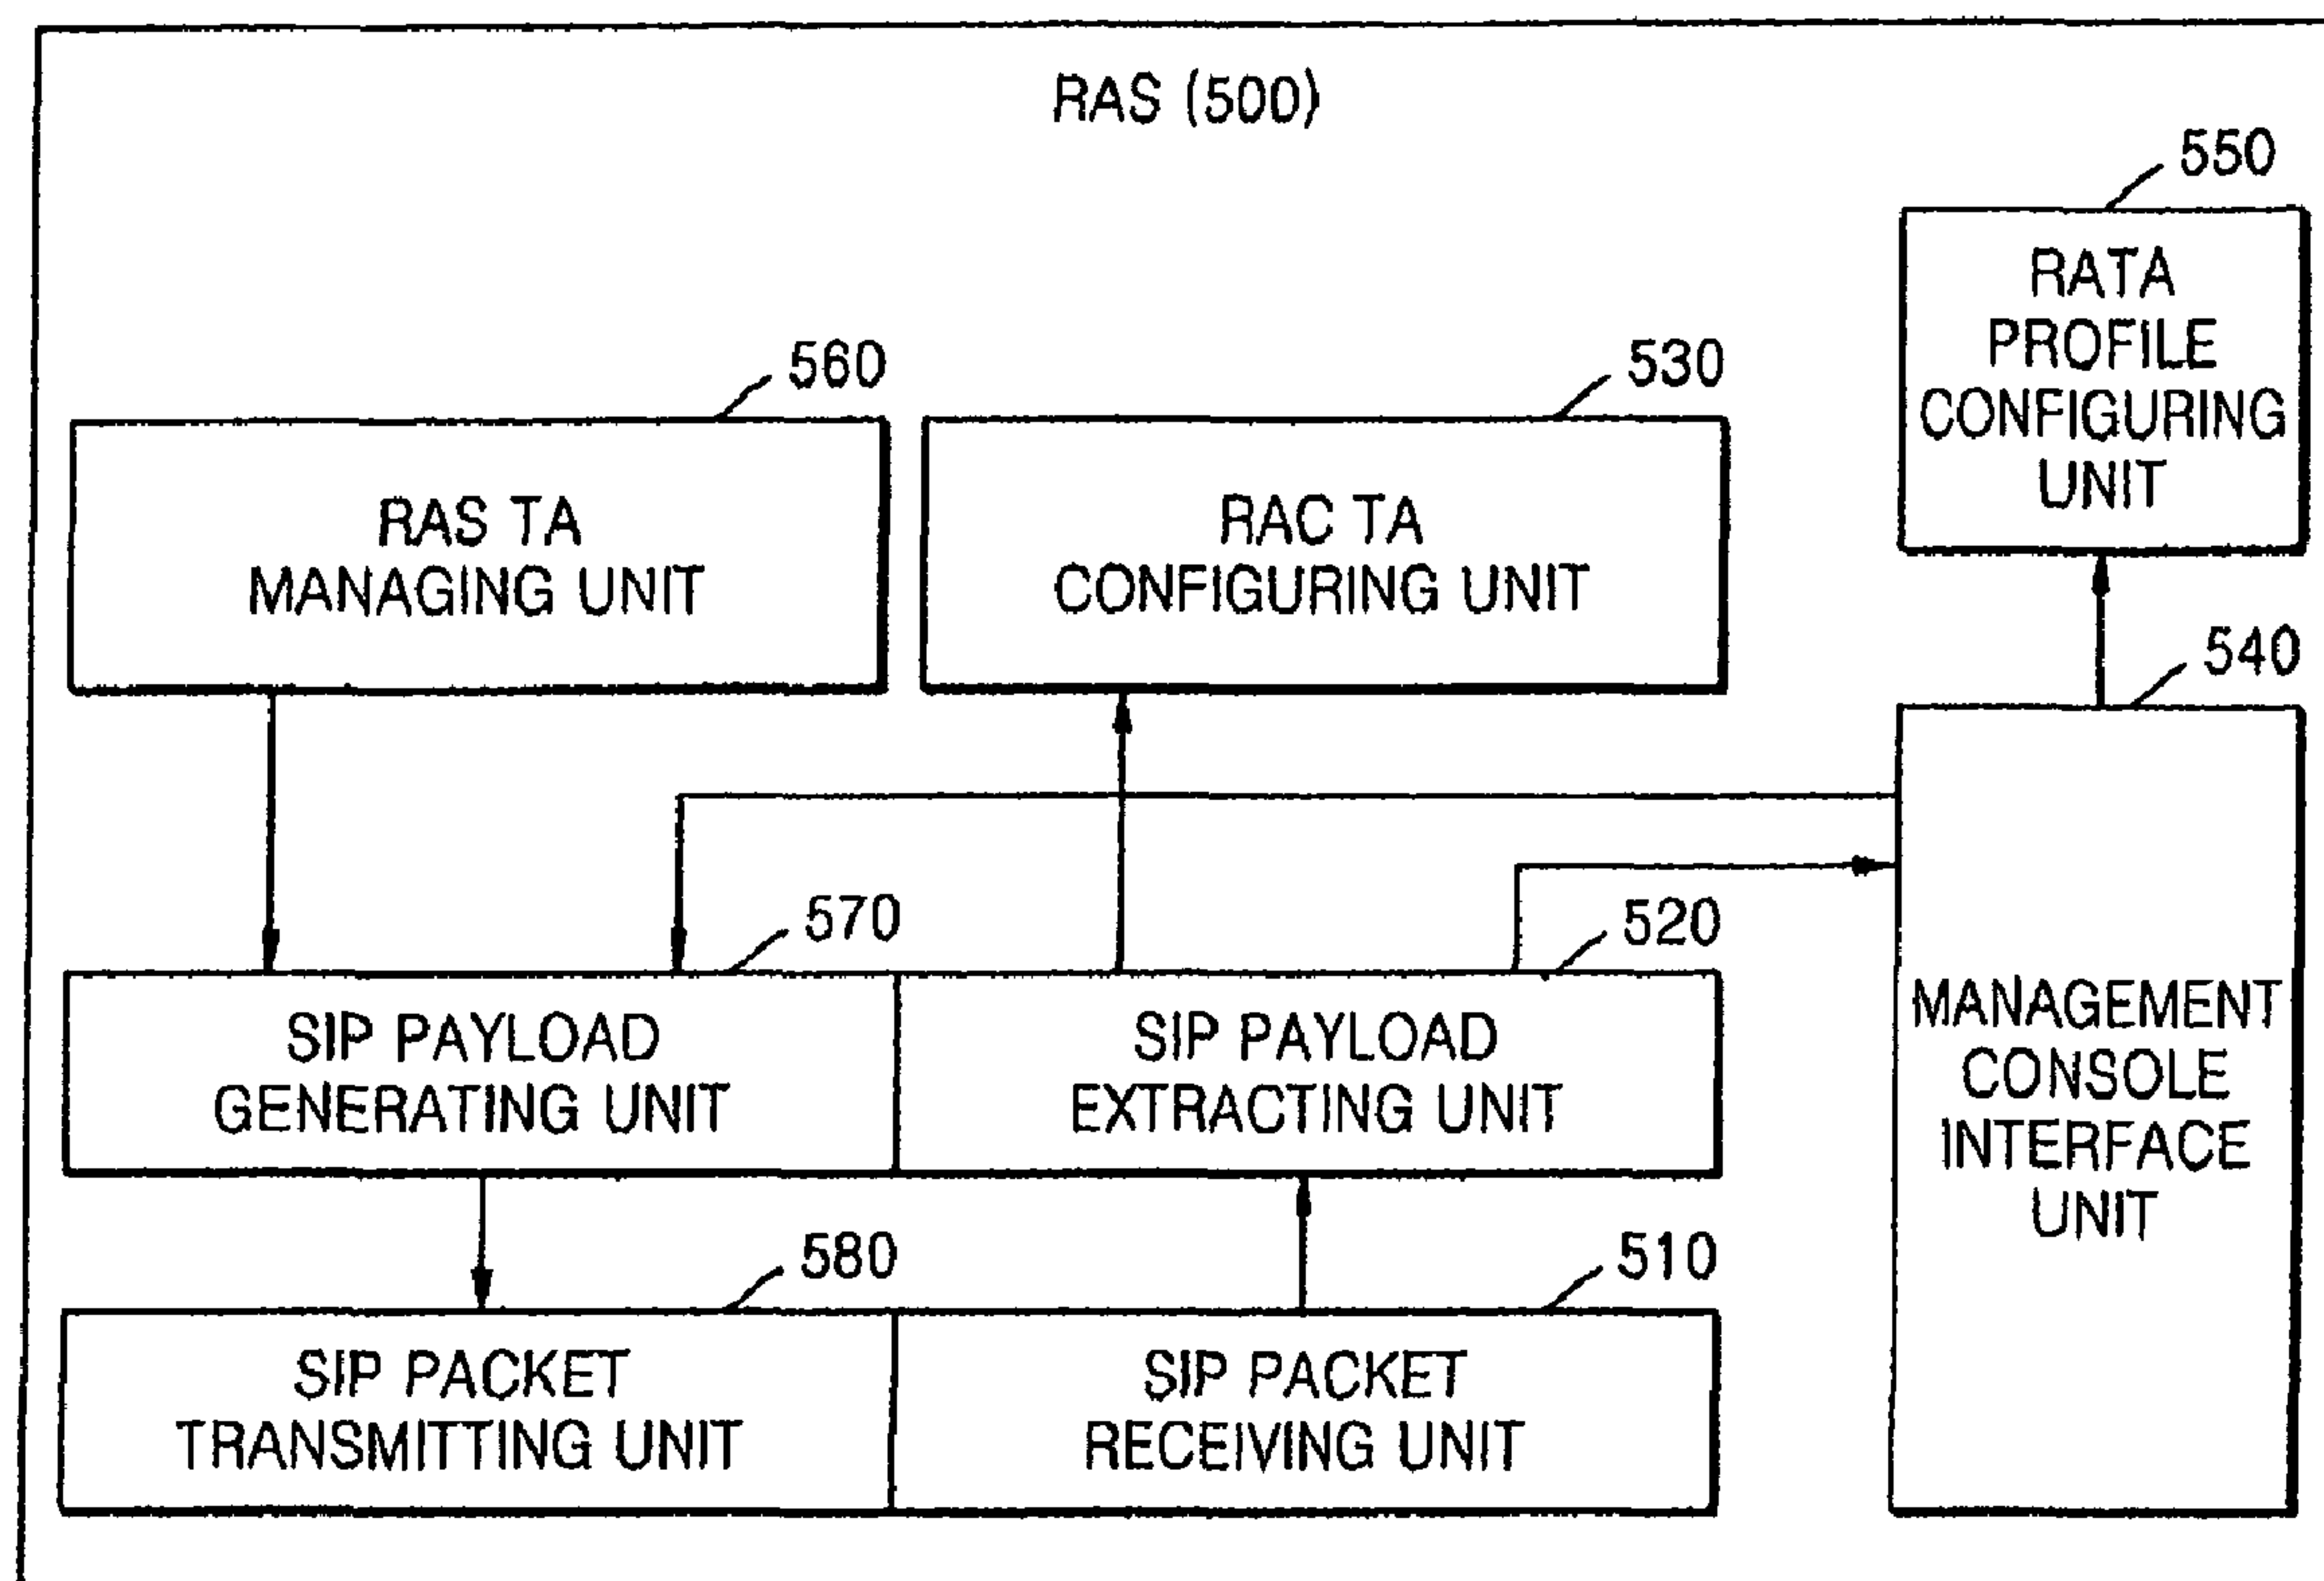 RAS (500)
550
RATA
PROFILE
CONFIGURING
UNIT
560
530
RAS TA
MANAGING UNIT
RAC TA
CONFIGURING UNIT
540
570
520
SIP PAYLOAD
GENERATING UNIT
SIP PAYLOAD
EXTRACTING UNIT
MANAGEMENT
CONSOLE
INTERFACE
UNIT
580
510
SIP PACKET
TRANSMITTING UNIT
SIP PACKET
RECEIVING UNIT